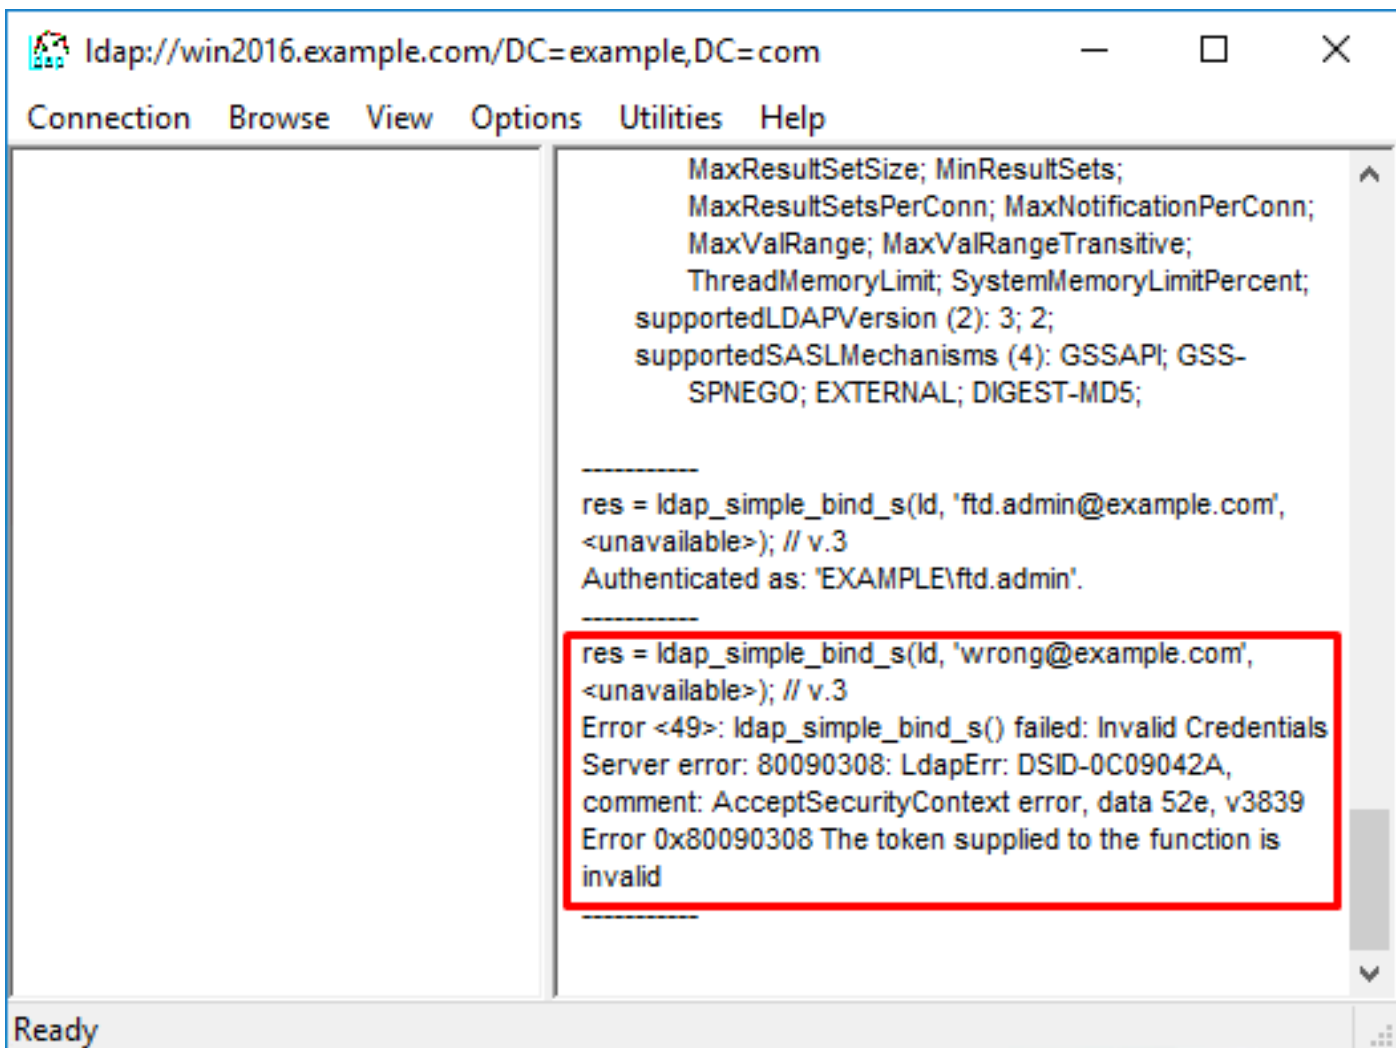 ldap://win2016.example.com/DC=example,DC=com
Connection Browse View Options Utilities Help
MaxResultSetSize; MinResultSets;
MaxResultSetsPerConn; MaxNotificationPerConn;
MaxValRange; MaxValRangeTransitive;
ThreadMemoryLimit; SystemMemoryLimitPercent;
supportedLDAPVersion (2): 3; 2;
supportedSASLMechanisms (4): GSSAPI; GSS-
SPNEGO; EXTERNAL; DIGEST-MD5;
-----------
res = ldap_simple_bind_s(ld, 'ftd.admin@example.com',
<unavailable>); // v.3
Authenticated as: 'EXAMPLE\ftd.admin'.
-----------
res = ldap_simple_bind_s(ld, 'wrong@example.com',
<unavailable>); // v.3
Error <49>: ldap_simple_bind_s() failed: Invalid Credentials
Server error: 80090308: LdapErr: DSID-0C09042A,
comment: AcceptSecurityContext error, data 52e, v3839
Error 0x80090308 The token supplied to the function is
invalid
-----------
Ready